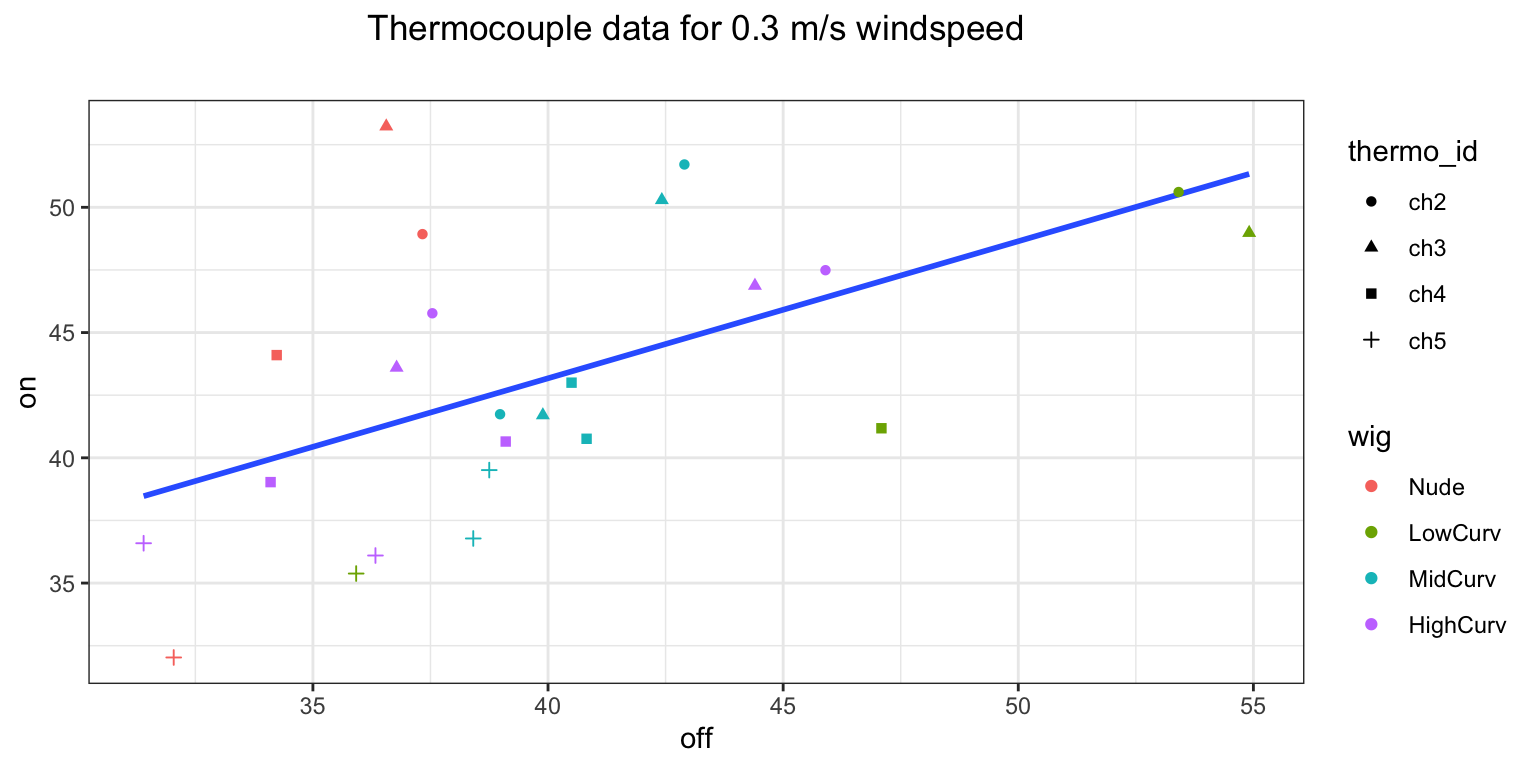 Thermocouple data for 0.3 m/s windspeed
on
50
45
40
35
35
40
45
50
55
off
thermo_id
ch2
ch3
ch4
ch5
wig
Nude
LowCurv
MidCurv
HighCurv